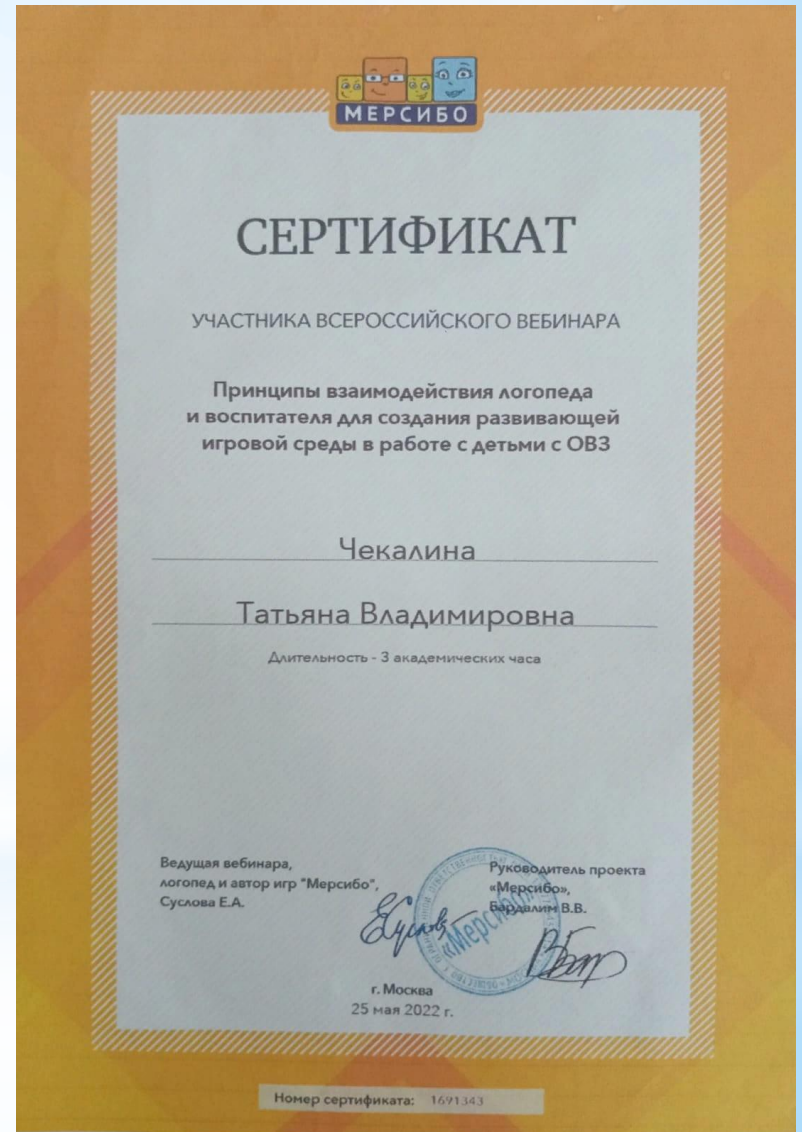 МЕРСИБО
СЕРТИФИКАТ
УЧАСТНИКА ВСЕРОССИЙСКОГО ВЕБИНАРА
Принципы взаимодействия логопеда
и воспитателя для создания развивающей
игровой среды в работе с детьми с ОВЗ
Чекалина
Татьяна Владимировна
Длительность - 3 академических часа
Ведущая вебинара,
логопед и автор игр "Мерсибо",
Суслова Е.А.
Руководитель проекта
«Мерсибо»,
Бардалим В.В.
«Мерсибо»
г. Москва
25 мая 2022 г.
Номер сертификата: 1691343